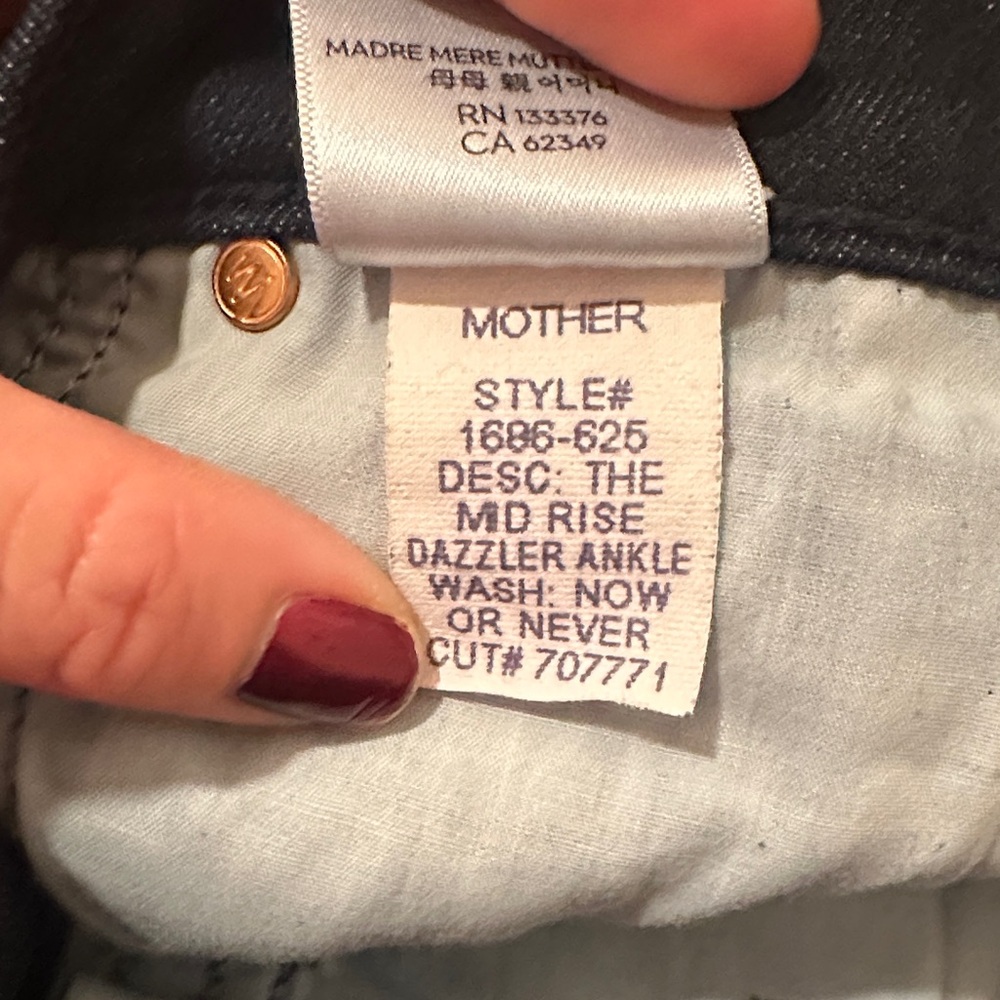 MADRE MERE
母母 親 어머니
RN 133376
CA 62349
MOTHER
STYLE#
1686-625
DESC: THE
MID RISE
DAZZLER ANKLE
WASH: NOW
OR NEVER
CUT# 707771